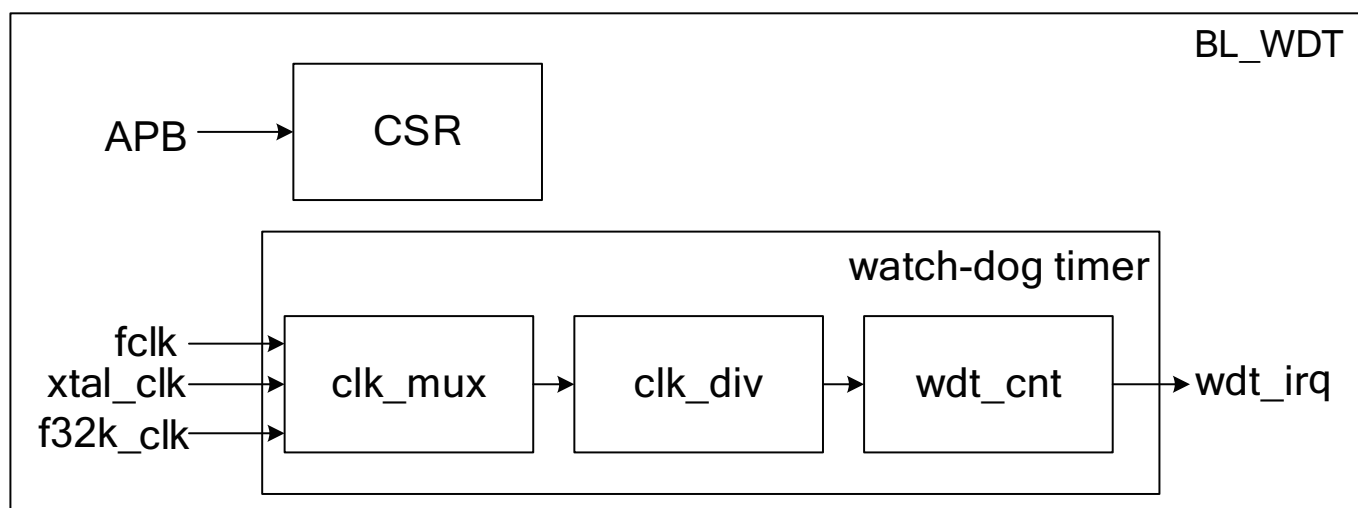 BL_WDT
APB
CSR
watch-dog timer
fclk
xtal_clk
f32k_clk
clk_mux
clk_div
wdt_cnt
wdt_irq